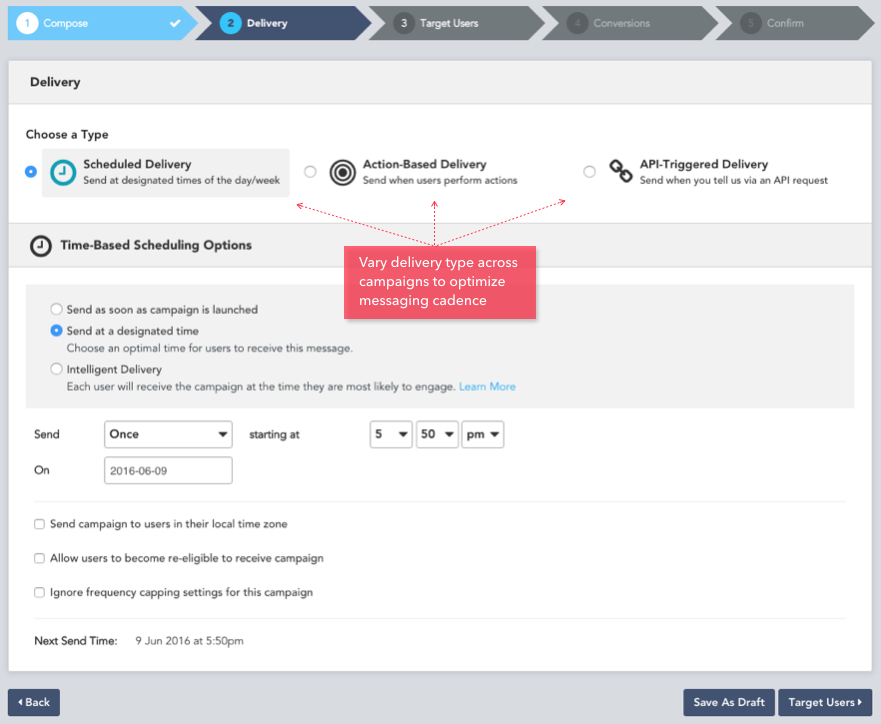 1 Compose 2 Delivery 3 Target Users 4 Conversions 5 Confirm
Delivery
Choose a Type
Scheduled Delivery
Send at designated times of the day/week
Action-Based Delivery
Send when users perform actions
API-Triggered Delivery
Send when you tell us via an API request
Time-Based Scheduling Options
Vary delivery type across
campaigns to optimize
messaging cadence
Send as soon as campaign is launched
Send at a designated time
Choose an optimal time for users to receive this message.
Intelligent Delivery
Each user will receive the campaign at the time they are most likely to engage. Learn More
Send Once starting at 5 50 pm
On 2016-06-09
Send campaign to users in their local time zone
Allow users to become re-eligible to receive campaign
Ignore frequency capping settings for this campaign
Next Send Time: 9 Jun 2016 at 5:50pm
Back Save As Draft Target Users